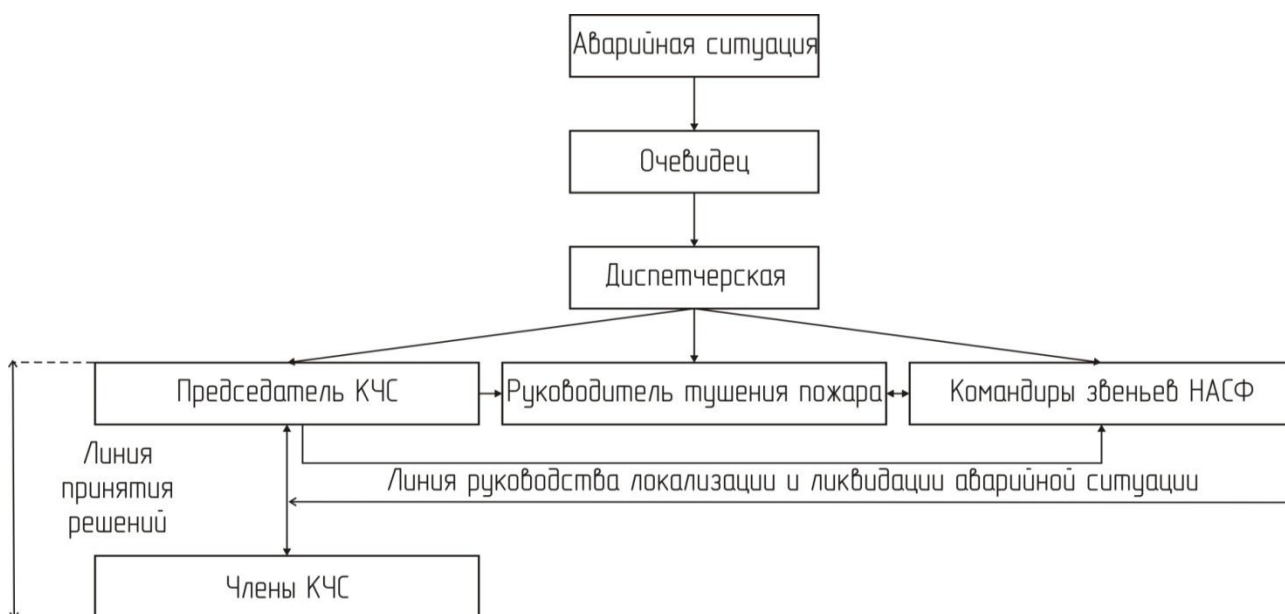 Аварийная ситуация
Очевидец
Диспетчерская
Председатель КЧС
Руководитель тушения пожара
Командиры звеньев НАСФ
Линия
принятия
решений
Линия руководства локализации и ликвидации аварийной ситуации
Члены КЧС